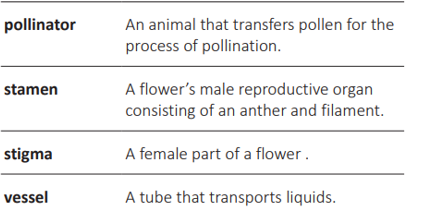 pollinator An animal that transfers pollen for the
process of pollination.
stamen A flower’s male reproductive organ
consisting of an anther and filament.
stigma A female part of a flower .
vessel A tube that transports liquids.